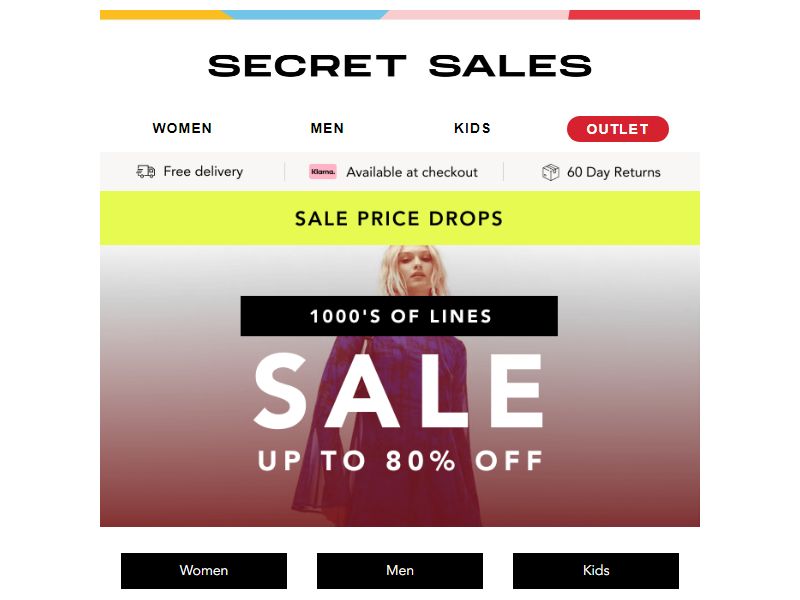 SECRET SALES
WOMEN MEN KIDS OUTLET
Free delivery Klarna. Available at checkout 60 Day Returns
SALE PRICE DROPS
1000'S OF LINES
SALE
UP TO 80% OFF
Women Men Kids